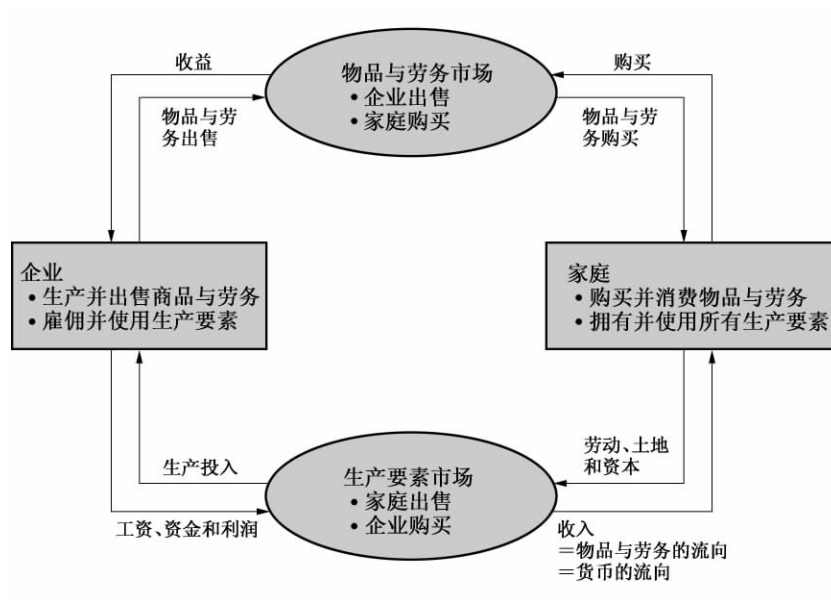 收益
购买
物品与劳务市场
• 企业出售
• 家庭购买
物品与劳
务出售
物品与劳
务购买
企业
• 生产并出售商品与劳务
• 雇佣并使用生产要素
家庭
• 购买并消费物品与劳务
• 拥有并使用所有生产要素
生产投入
劳动、土地
和资本
生产要素市场
• 家庭出售
• 企业购买
工资、资金和利润
收入
=物品与劳务的流向
=货币的流向